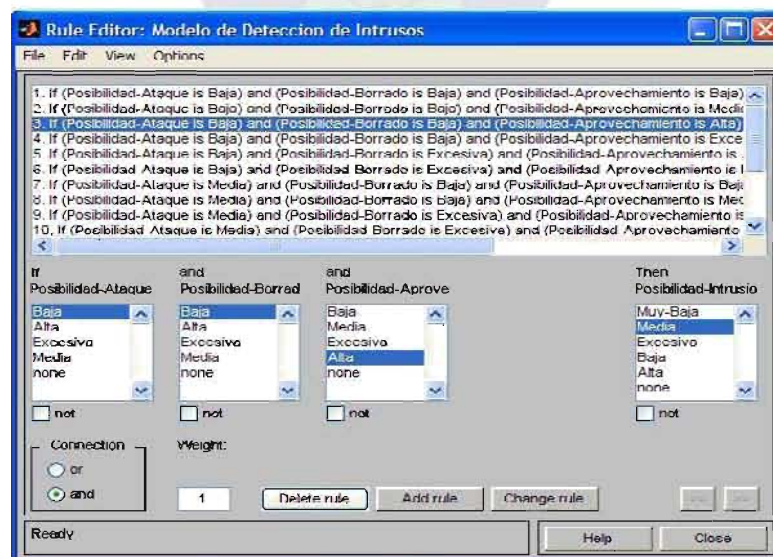 Rule Editor: Modelo de Deteccion de Intrusos
File Edit View Options
1. If (Posibilidad-Ataque is Baja) and (Posibilidad-Borrado is Baja) and (Posibilidad-Aprovechamiento is Baja)
2. If (Posibilidad-Ataque is Baja) and (Posibilidad-Borrado is Baja) and (Posibilidad-Aprovechamiento is Media
3. If (Posibilidad-Ataque is Baja) and (Posibilidad-Borrado is Baja) and (Posibilidad-Aprovechamiento is Alta)
4. If (Posibilidad-Ataque is Baja) and (Posibilidad-Borrado is Baja) and (Posibilidad-Aprovechamiento is Exce
5. If (Posibilidad-Ataque is Baja) and (Posibilidad-Borrado is Excesiva) and (Posibilidad-Aprovechamiento is
6. If (Posibilidad-Ataque is Baja) and (Posibilidad-Borrado is Excesiva) and (Posibilidad-Aprovechamiento is
7. If (Posibilidad-Ataque is Media) and (Posibilidad-Borrado is Baja) and (Posibilidad-Aprovechamiento is Baja
8. If (Posibilidad-Ataque is Media) and (Posibilidad-Borrado is Baja) and (Posibilidad-Aprovechamiento is Med
9. If (Posibilidad-Ataque is Media) and (Posibilidad-Borrado is Excesiva) and (Posibilidad-Aprovechamiento is
10. If (Posibilidad-Ataque is Media) and (Posibilidad-Borrado is Excesiva) and (Posibilidad-Aprovechamiento
If and and Then
Posibilidad-Ataque Posibilidad-Borrad Posibilidad-Aprove Posibilidad-Intrusio
Baja Baja Baja Muy-Baja
Alta Alta Media Media
Excesiva Excesiva Excesiva Excesiva
Media Media Alta Baja
none none none Alta
none
not not not not
Connection Weight:
or
and 1 Delete rule Add rule Change rule << >>
Ready Help Close